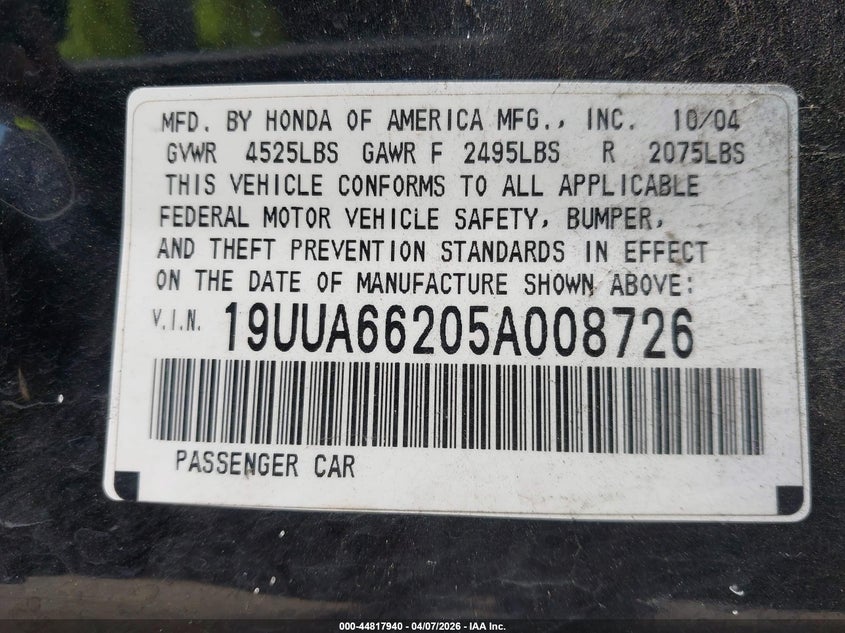 MFD. BY HONDA OF AMERICA MFG., INC. 10/04
GVWR 4525LBS GAWR F 2495LBS R 2075LBS
THIS VEHICLE CONFORMS TO ALL APPLICABLE
FEDERAL MOTOR VEHICLE SAFETY, BUMPER,
AND THEFT PREVENTION STANDARDS IN EFFECT
ON THE DATE OF MANUFACTURE SHOWN ABOVE:
V.I.N. 19UUA66205A008726
PASSENGER CAR
000-44817940 - 04/07/2026 - IAA Inc.